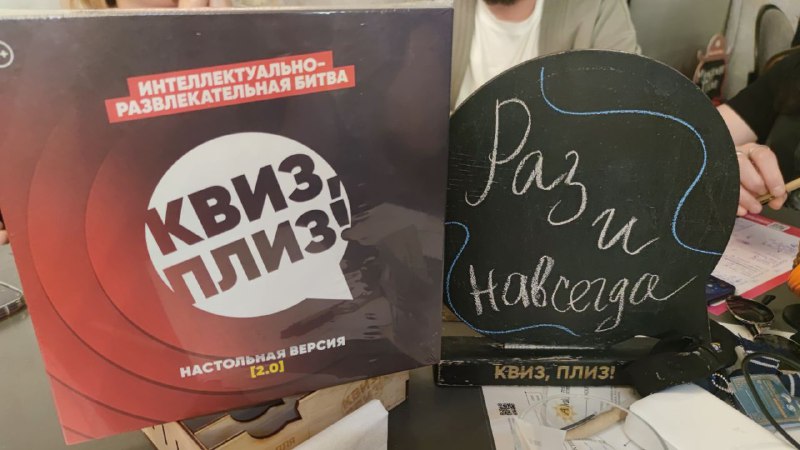 ИНТЕЛЛЕКТУАЛЬНО-
РАЗВЛЕКАТЕЛЬНАЯ БИТВА
КВИЗ,
ПЛИЗ!
НАСТОЛЬНАЯ ВЕРСИЯ
[2.0]
Раз и
навсегда
КВИЗ, ПЛИЗ!